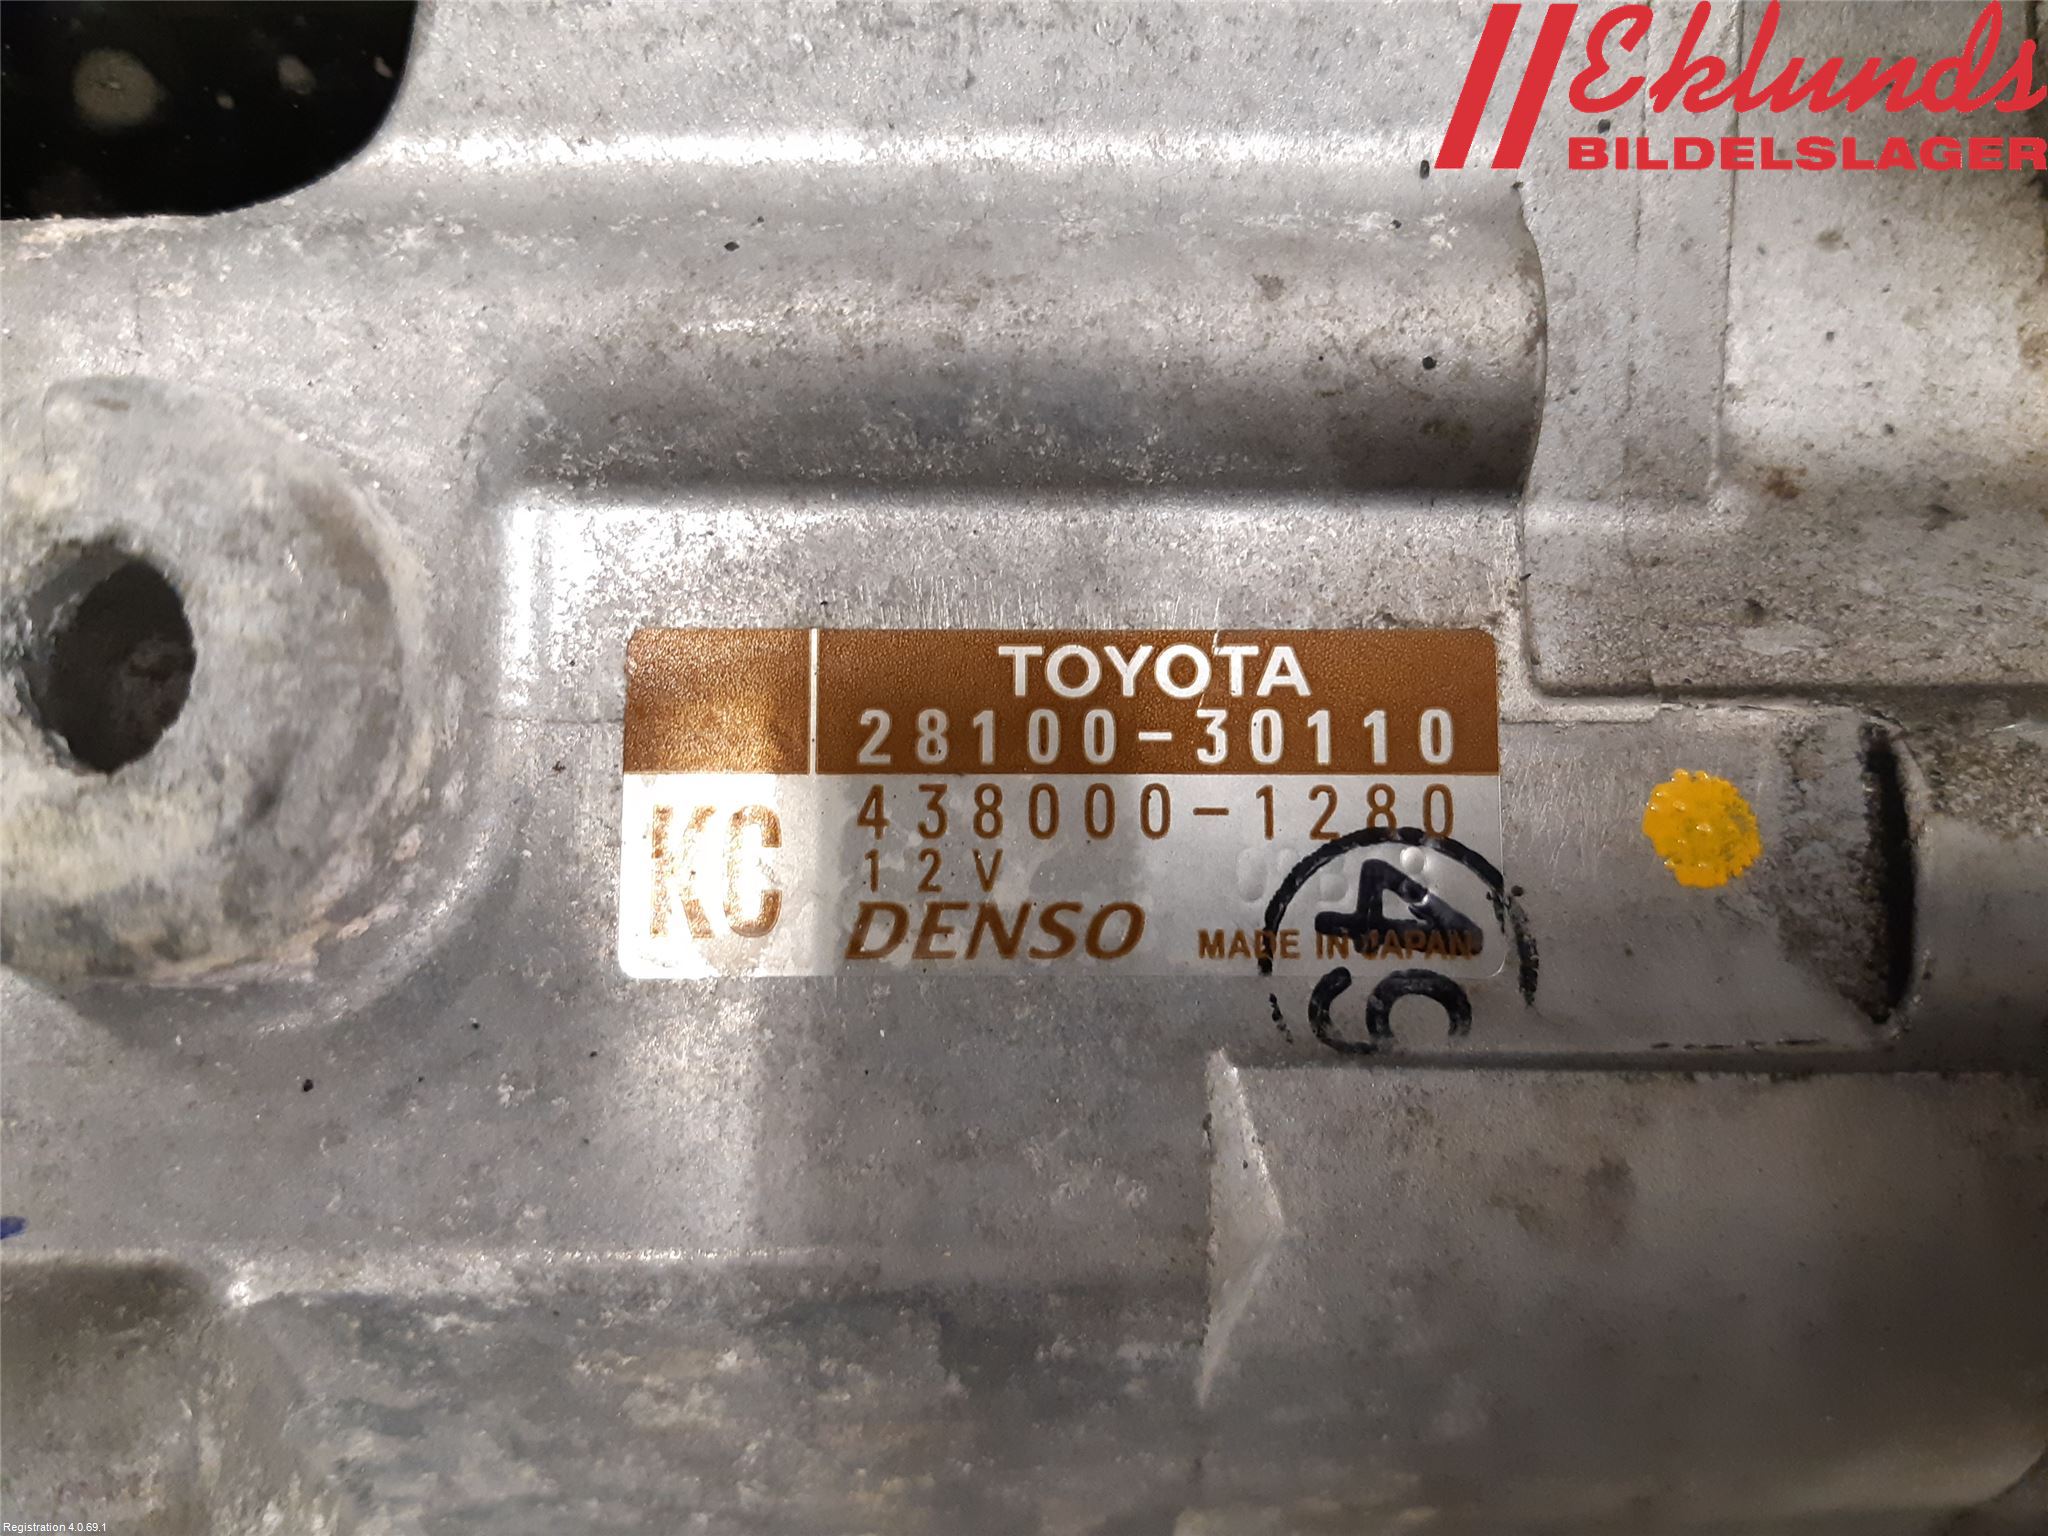 Eklunds
BILDELSLAGER
TOYOTA
28100-30110
KC
438000-1280
12V
DENSO
MADE IN JAPAN
Registration 4.0.69.1